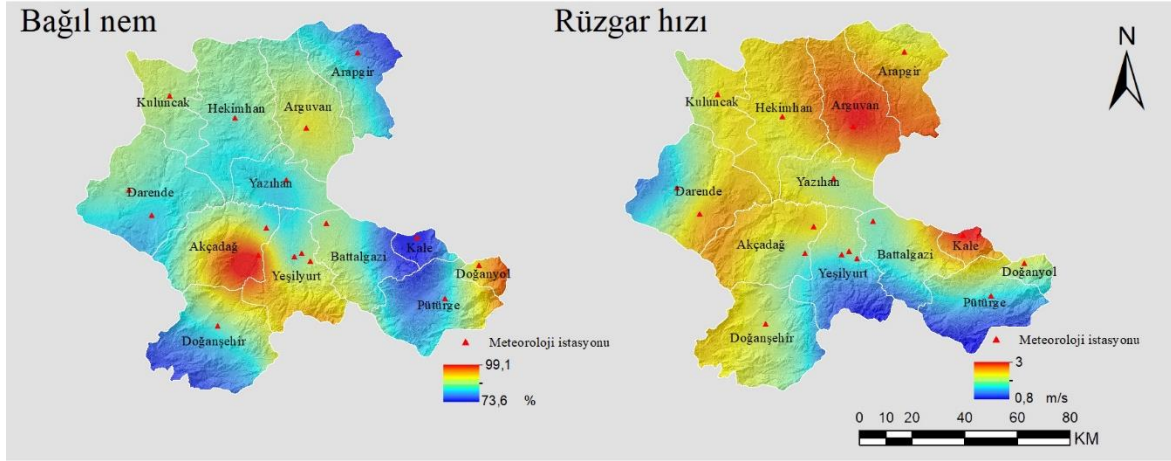 Bağıl nem
Arapgir
Kuluncak
Hekimhan
Arguvan
Darende
Yazıhan
Akçadağ
Battalgazi
Kale
Yeşilyurt
Doğanyol
Pütürge
Doğanşehir
Meteoroloji istasyonu
99,1
73,6 %
Rüzgar hızı
N
Arapgir
Kuluncak
Hekimhan
Arguvan
Yazıhan
Darende
Akçadağ
Kale
Battalgazi
Yeşilyurt
Doğanyol
Pütürge
Doğanşehir
Meteoroloji istasyonu
3
0,8 m/s
0 10 20 40 60 80
KM